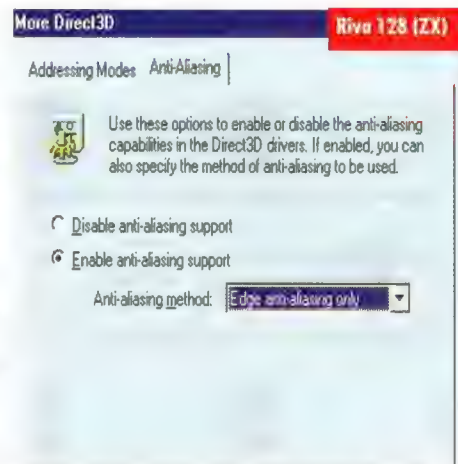 More Direct3D
Riva 128 (ZX)
Addressing Modes Anti-Aliasing
Use these options to enable or disable the anti-aliasing
capabilities in the Direct3D drivers. If enabled, you can
also specify the method of anti-aliasing to be used.
Disable anti-aliasing support
Enable anti-aliasing support
Anti-aliasing method: Edge anti-aliasing only